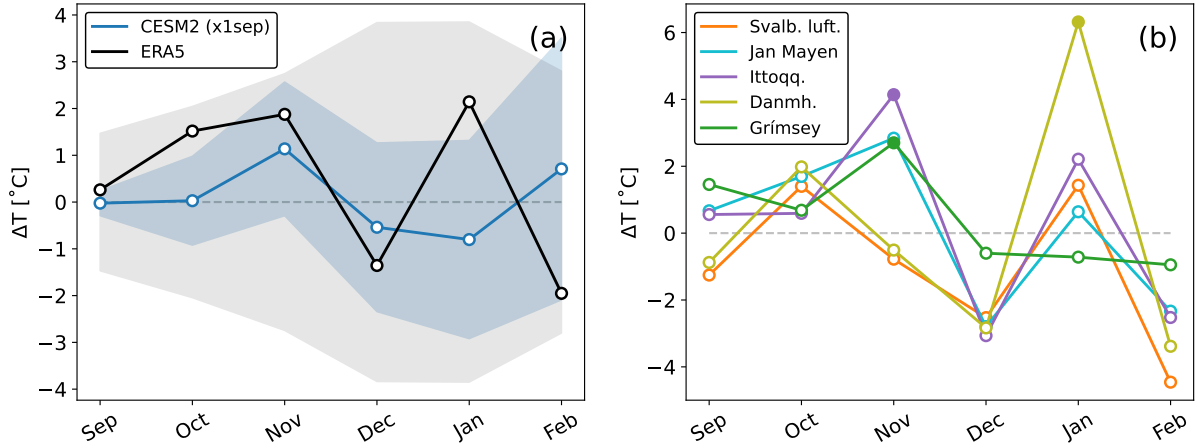 CESM2 (x1sep)
ERA5
(a)
ΔT [˚C]
4
3
2
1
0
−1
−2
−3
−4
Sep
Oct
Nov
Dec
Jan
Feb
Svalb. luft.
Jan Mayen
Ittoqq.
Danmh.
Grímsey
(b)
ΔT [˚C]
6
4
2
0
−2
−4
Sep
Oct
Nov
Dec
Jan
Feb